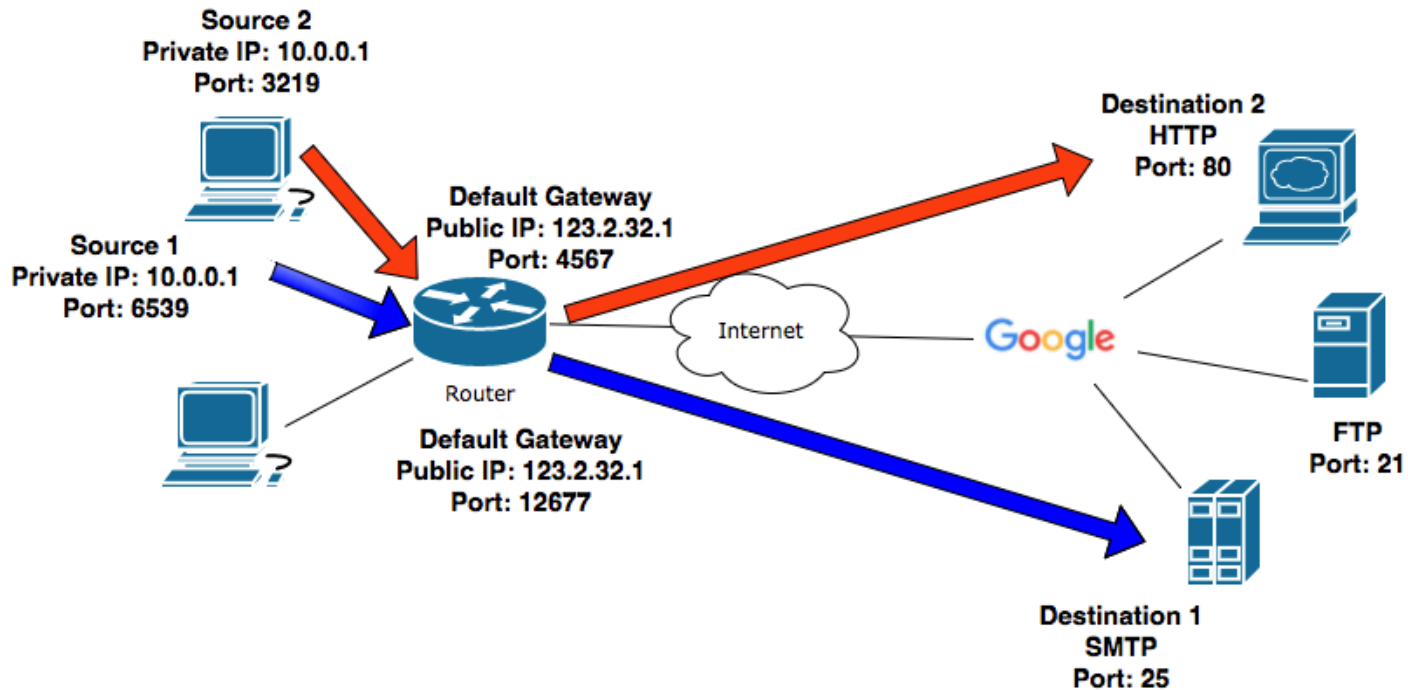 Source 2
Private IP: 10.0.0.1
Port: 3219
Source 1
Private IP: 10.0.0.1
Port: 6539
Default Gateway
Public IP: 123.2.32.1
Port: 4567
Router
Default Gateway
Public IP: 123.2.32.1
Port: 12677
Internet
Google
Destination 2
HTTP
Port: 80
FTP
Port: 21
Destination 1
SMTP
Port: 25